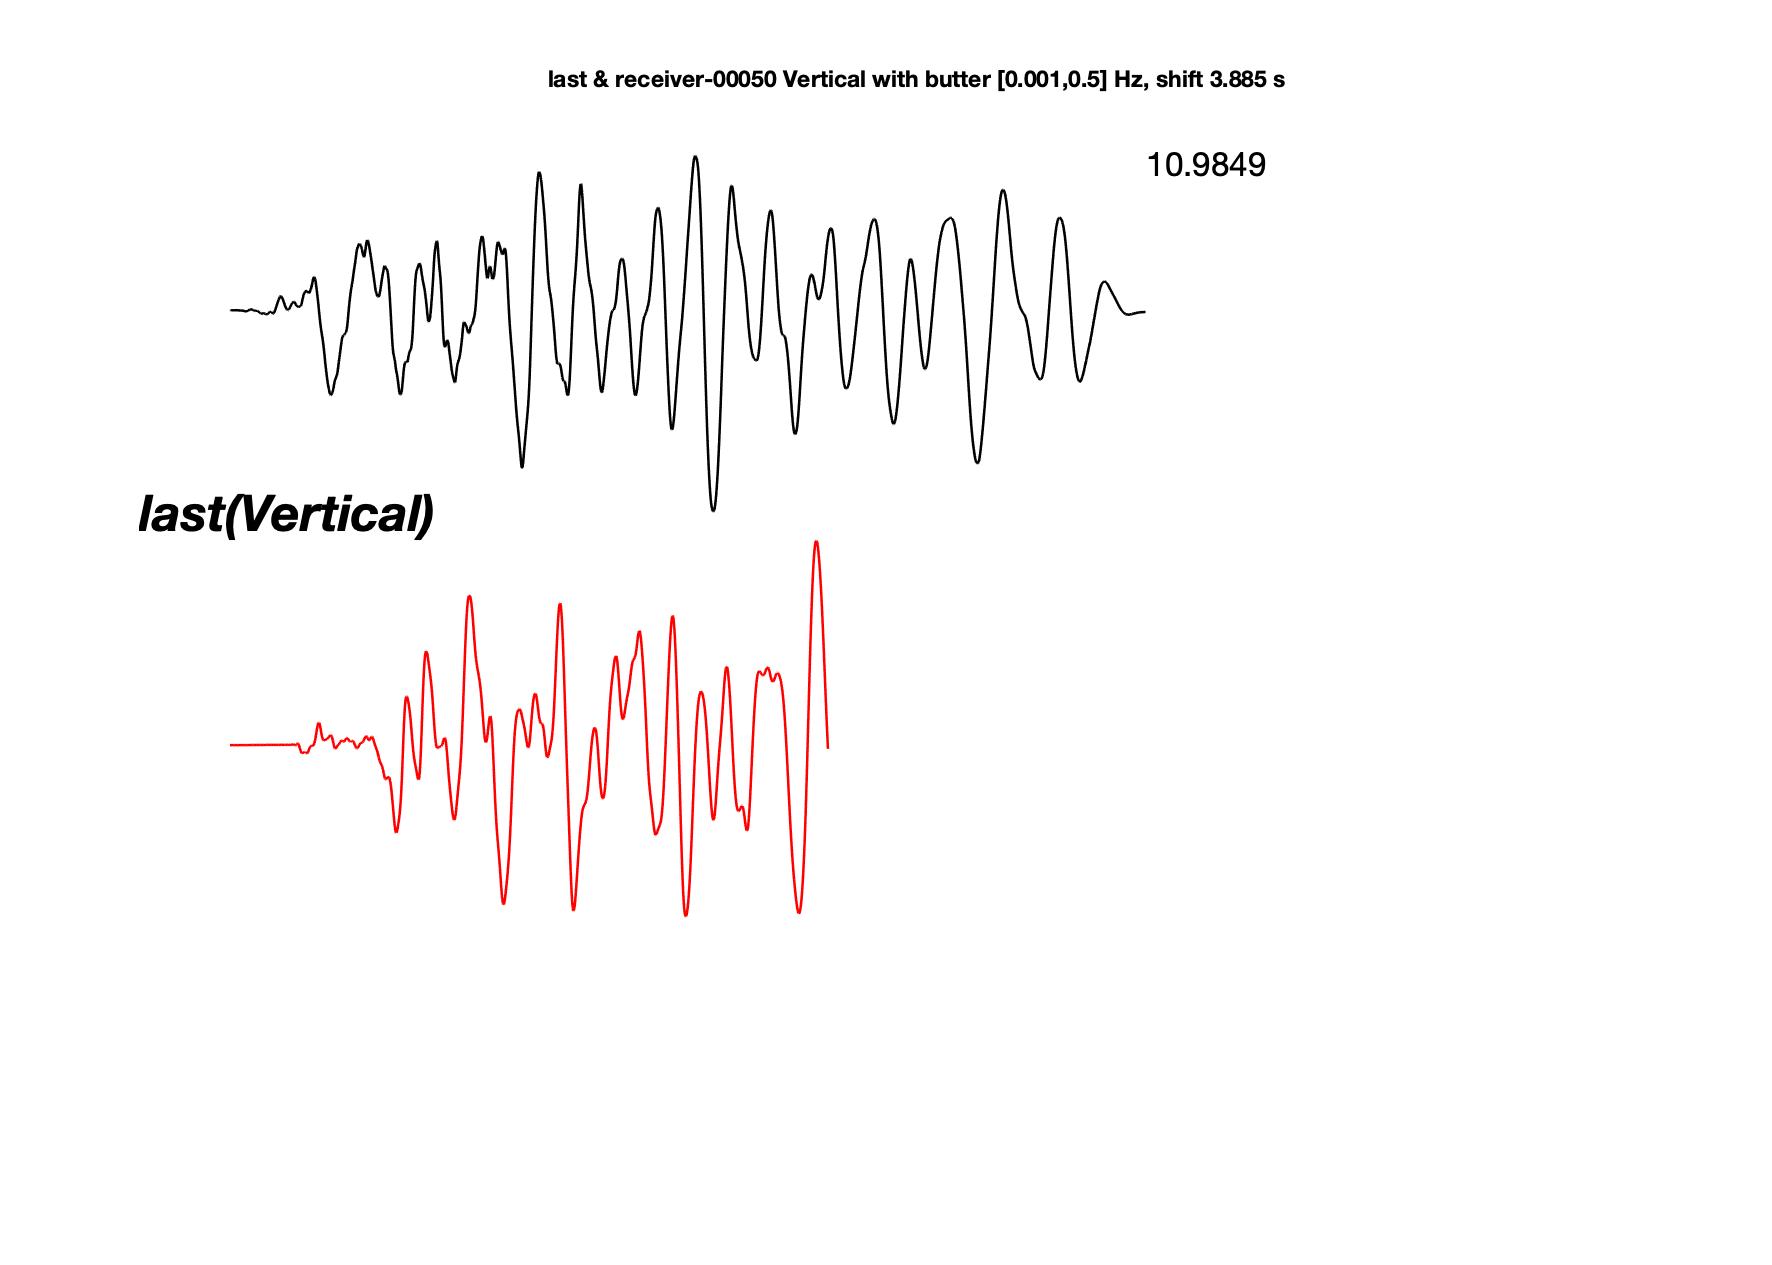 last & receiver-00050 Vertical with butter [0.001,0.5] Hz, shift 3.885 s
10.9849
last(Vertical)